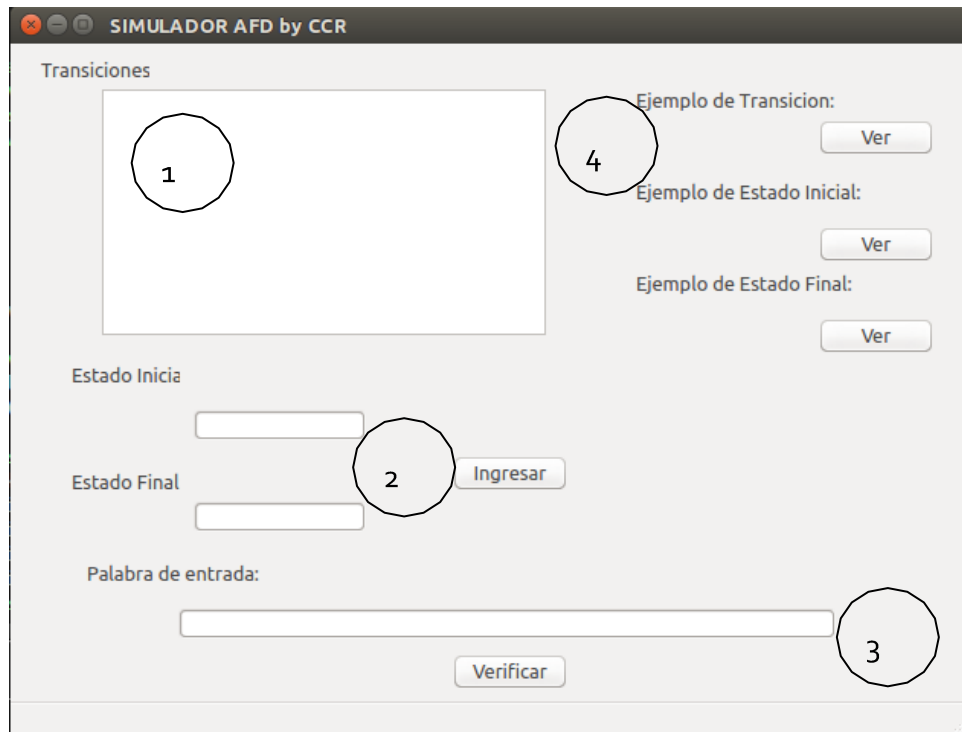 SIMULADOR AFD by CCR
Transiciones
1
4
Ejemplo de Transicion:
Ver
Ejemplo de Estado Inicial:
Ver
Ejemplo de Estado Final:
Ver
Estado Inicia
2
Ingresar
Estado Final
Palabra de entrada:
3
Verificar